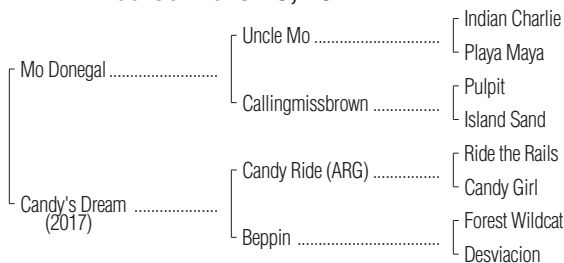 Indian Charlie
Uncle Mo ................................
Playa Maya
Mo Donegal ...........................
Pulpit
Callingmissbrown .................
Island Sand
Ride the Rails
Candy Ride (ARG) .................
Candy Girl
Candy's Dream .....................
(2017)
Forest Wildcat
Beppin ....................................
Desviacion